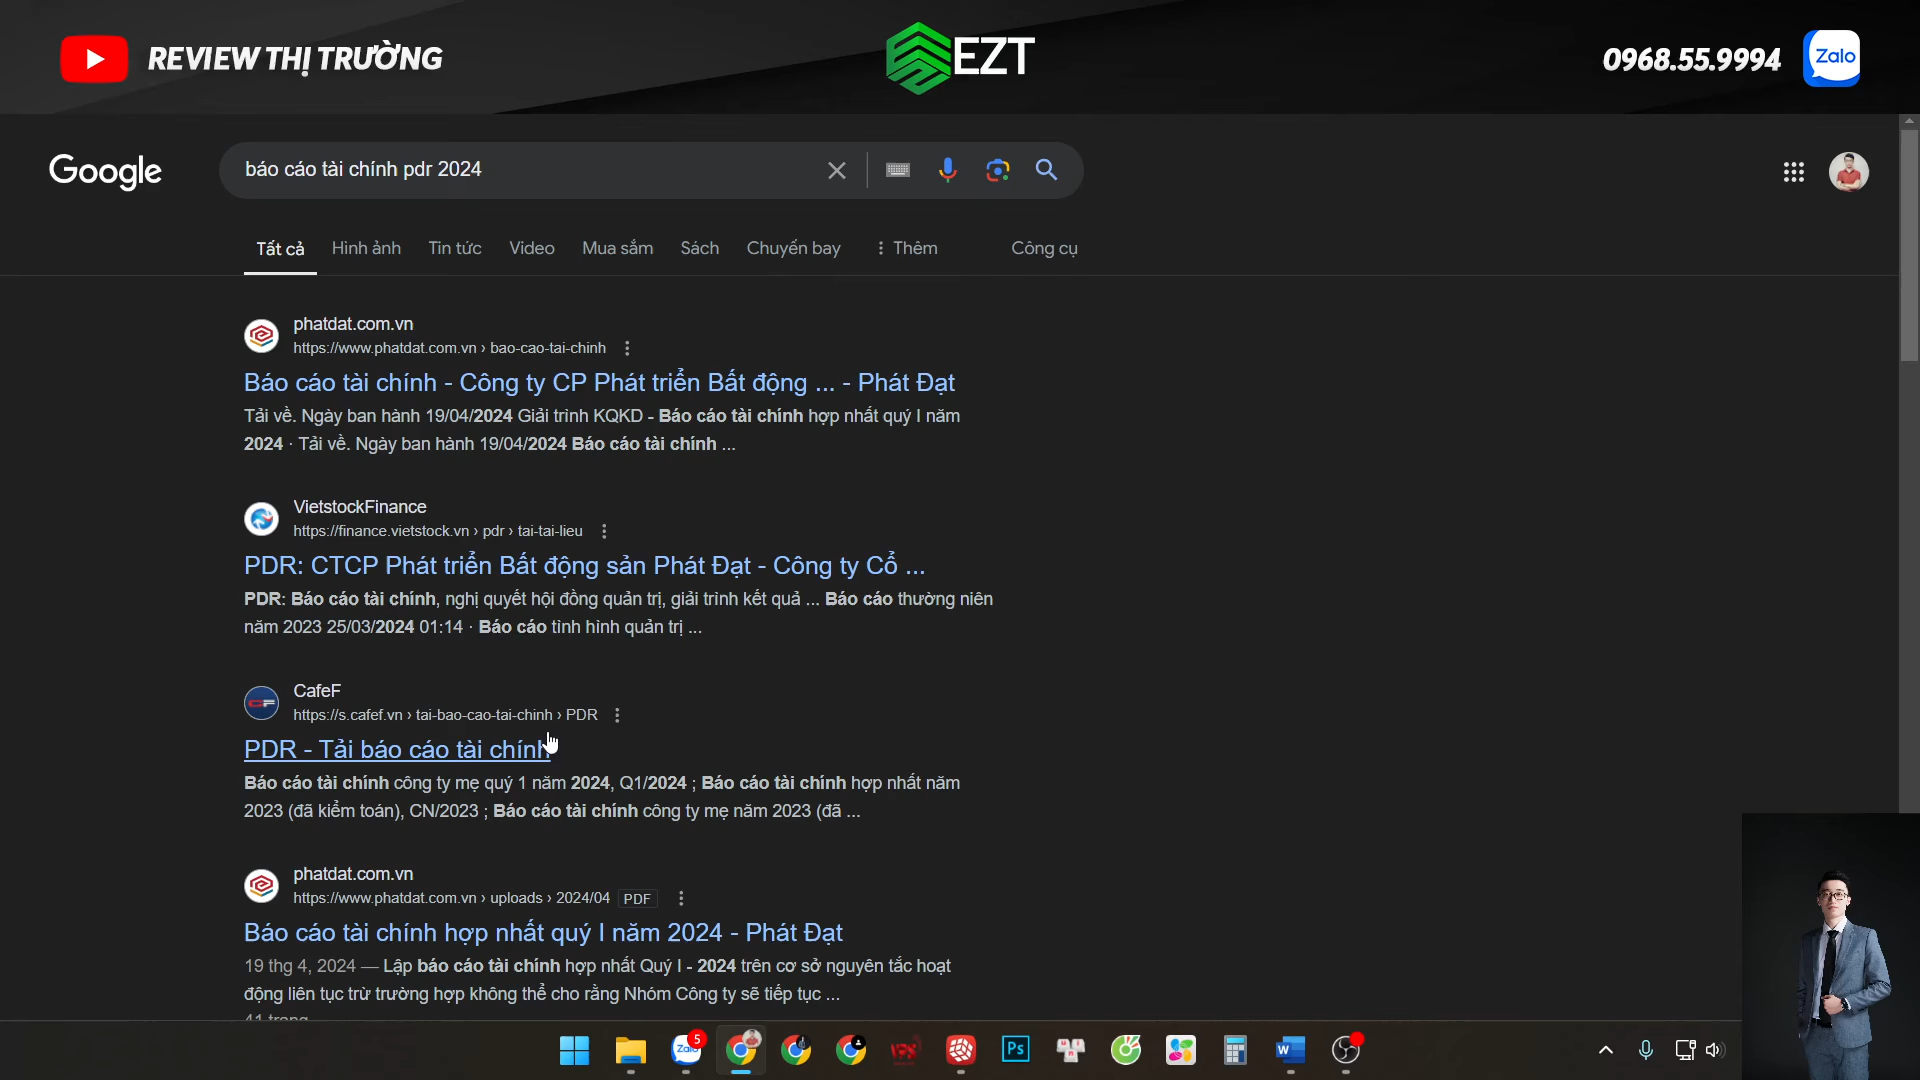 REVIEW THỊ TRƯỜNG
EZT
0968.55.9994
Zalo
Google
báo cáo tài chính pdr 2024
Tất cả
Hình ảnh
Tin tức
Video
Mua sắm
Sách
Chuyến bay
Thêm
Công cụ
phatdat.com.vn
https://www.phatdat.com.vn › bao-cao-tai-chinh
Báo cáo tài chính - Công ty CP Phát triển Bất động ... - Phát Đạt
Tải về. Ngày ban hành 19/04/2024 Giải trình KQKD - Báo cáo tài chính hợp nhất quý I năm
2024 · Tải về. Ngày ban hành 19/04/2024 Báo cáo tài chính ...
VietstockFinance
https://finance.vietstock.vn › pdr › tai-tai-lieu
PDR: CTCP Phát triển Bất động sản Phát Đạt - Công ty Cổ ...
PDR: Báo cáo tài chính, nghị quyết hội đồng quản trị, giải trình kết quả ... Báo cáo thường niên
năm 2023 25/03/2024 01:14 · Báo cáo tình hình quản trị ...
CafeF
https://s.cafef.vn › tai-bao-cao-tai-chinh › PDR
PDR - Tải báo cáo tài chính
Báo cáo tài chính công ty mẹ quý 1 năm 2024, Q1/2024 ; Báo cáo tài chính hợp nhất năm
2023 (đã kiểm toán), CN/2023 ; Báo cáo tài chính công ty mẹ năm 2023 (đã ...
phatdat.com.vn
https://www.phatdat.com.vn › uploads › 2024/04 PDF
Báo cáo tài chính hợp nhất quý I năm 2024 - Phát Đạt
19 thg 4, 2024 — Lập báo cáo tài chính hợp nhất Quý I - 2024 trên cơ sở nguyên tắc hoạt
động liên tục trừ trường hợp không thể cho rằng Nhóm Công ty sẽ tiếp tục ...
41 trang
Zalo
5
Ps
W